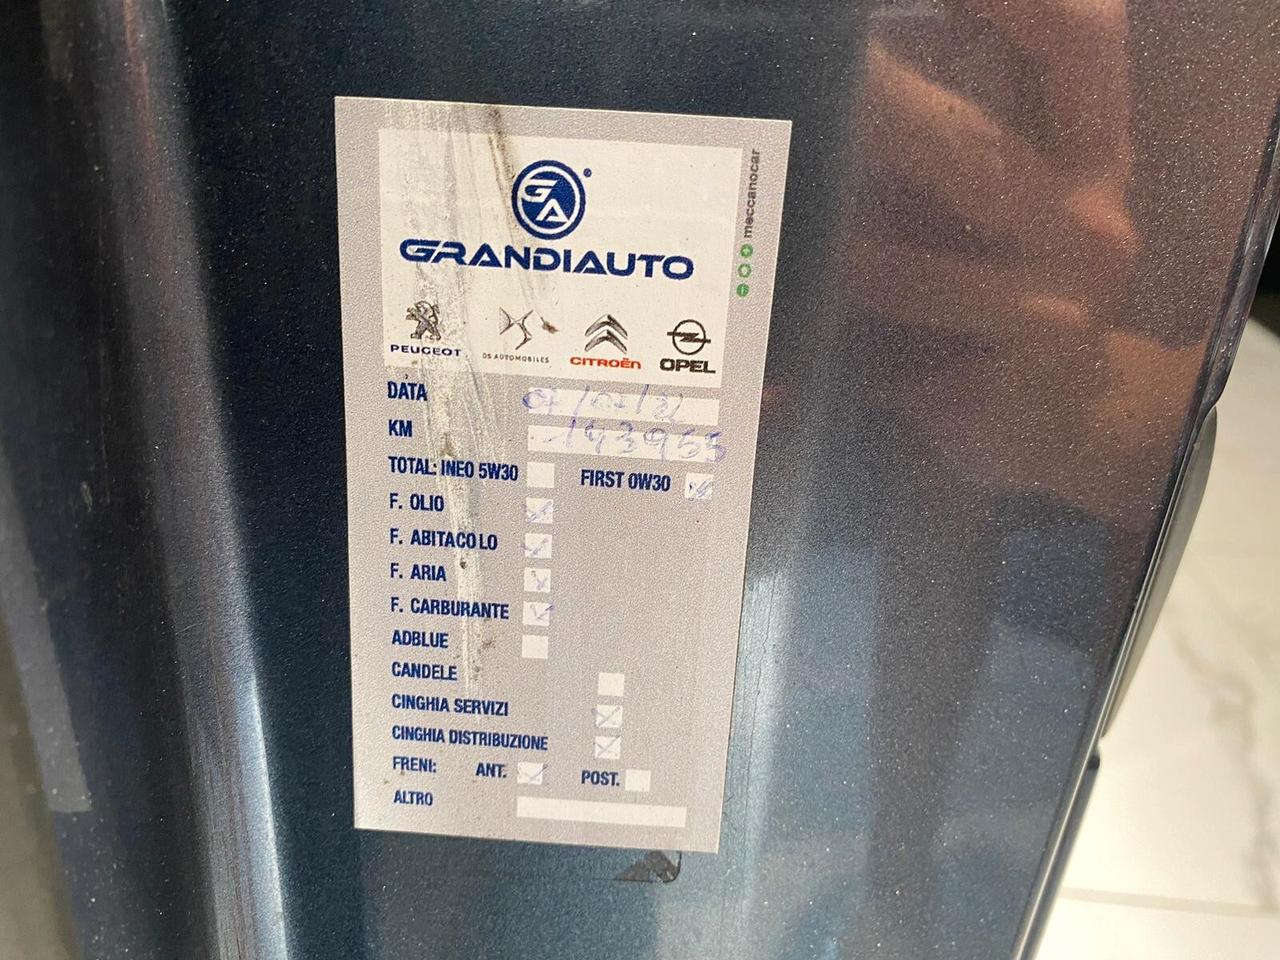 GA®
GRANDIAUTO
meccanocar
PEUGEOT DS AUTOMOBILES CITROËN OPEL
DATA
KM 143955
TOTAL: INEO 5W30 FIRST 0W30
F. OLIO
F. ABITACOLO
F. ARIA
F. CARBURANTE
ADBLUE
CANDELE
CINGHIA SERVIZI
CINGHIA DISTRIBUZIONE
FRENI: ANT. POST.
ALTRO